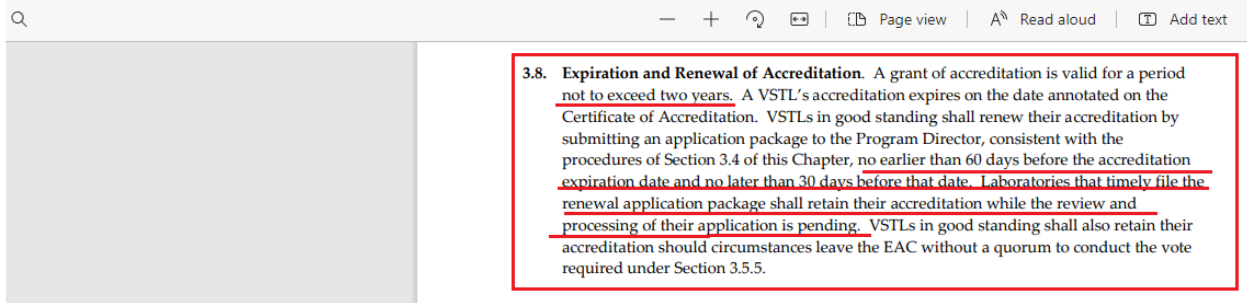 Page view
Read aloud
Add text
3.8. Expiration and Renewal of Accreditation. A grant of accreditation is valid for a period
not to exceed two years. A VSTL's accreditation expires on the date annotated on the
Certificate of Accreditation. VSTLs in good standing shall renew their accreditation by
submitting an application package to the Program Director, consistent with the
procedures of Section 3.4 of this Chapter, no earlier than 60 days before the accreditation
expiration date and no later than 30 days before that date. Laboratories that timely file the
renewal application package shall retain their accreditation while the review and
processing of their application is pending. VSTLs in good standing shall also retain their
accreditation should circumstances leave the EAC without a quorum to conduct the vote
required under Section 3.5.5.